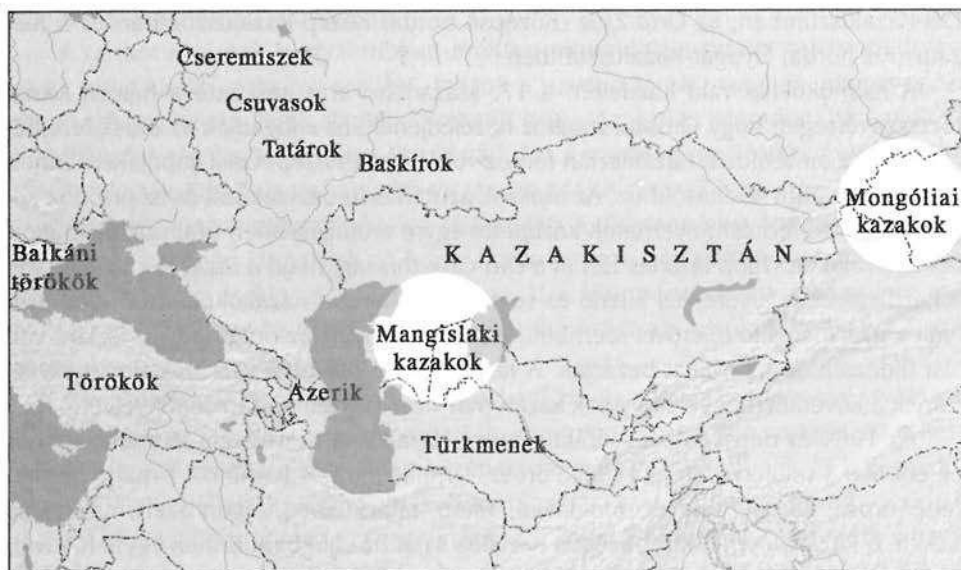 Cseremiszek
Csuvasok
Tatárok
Baskírok
Mongóliai
kazakok
KAZAKISZTÁN
Balkáni
törökök
Mangislaki
kazakok
Törökök
Azerik
Türkmenek